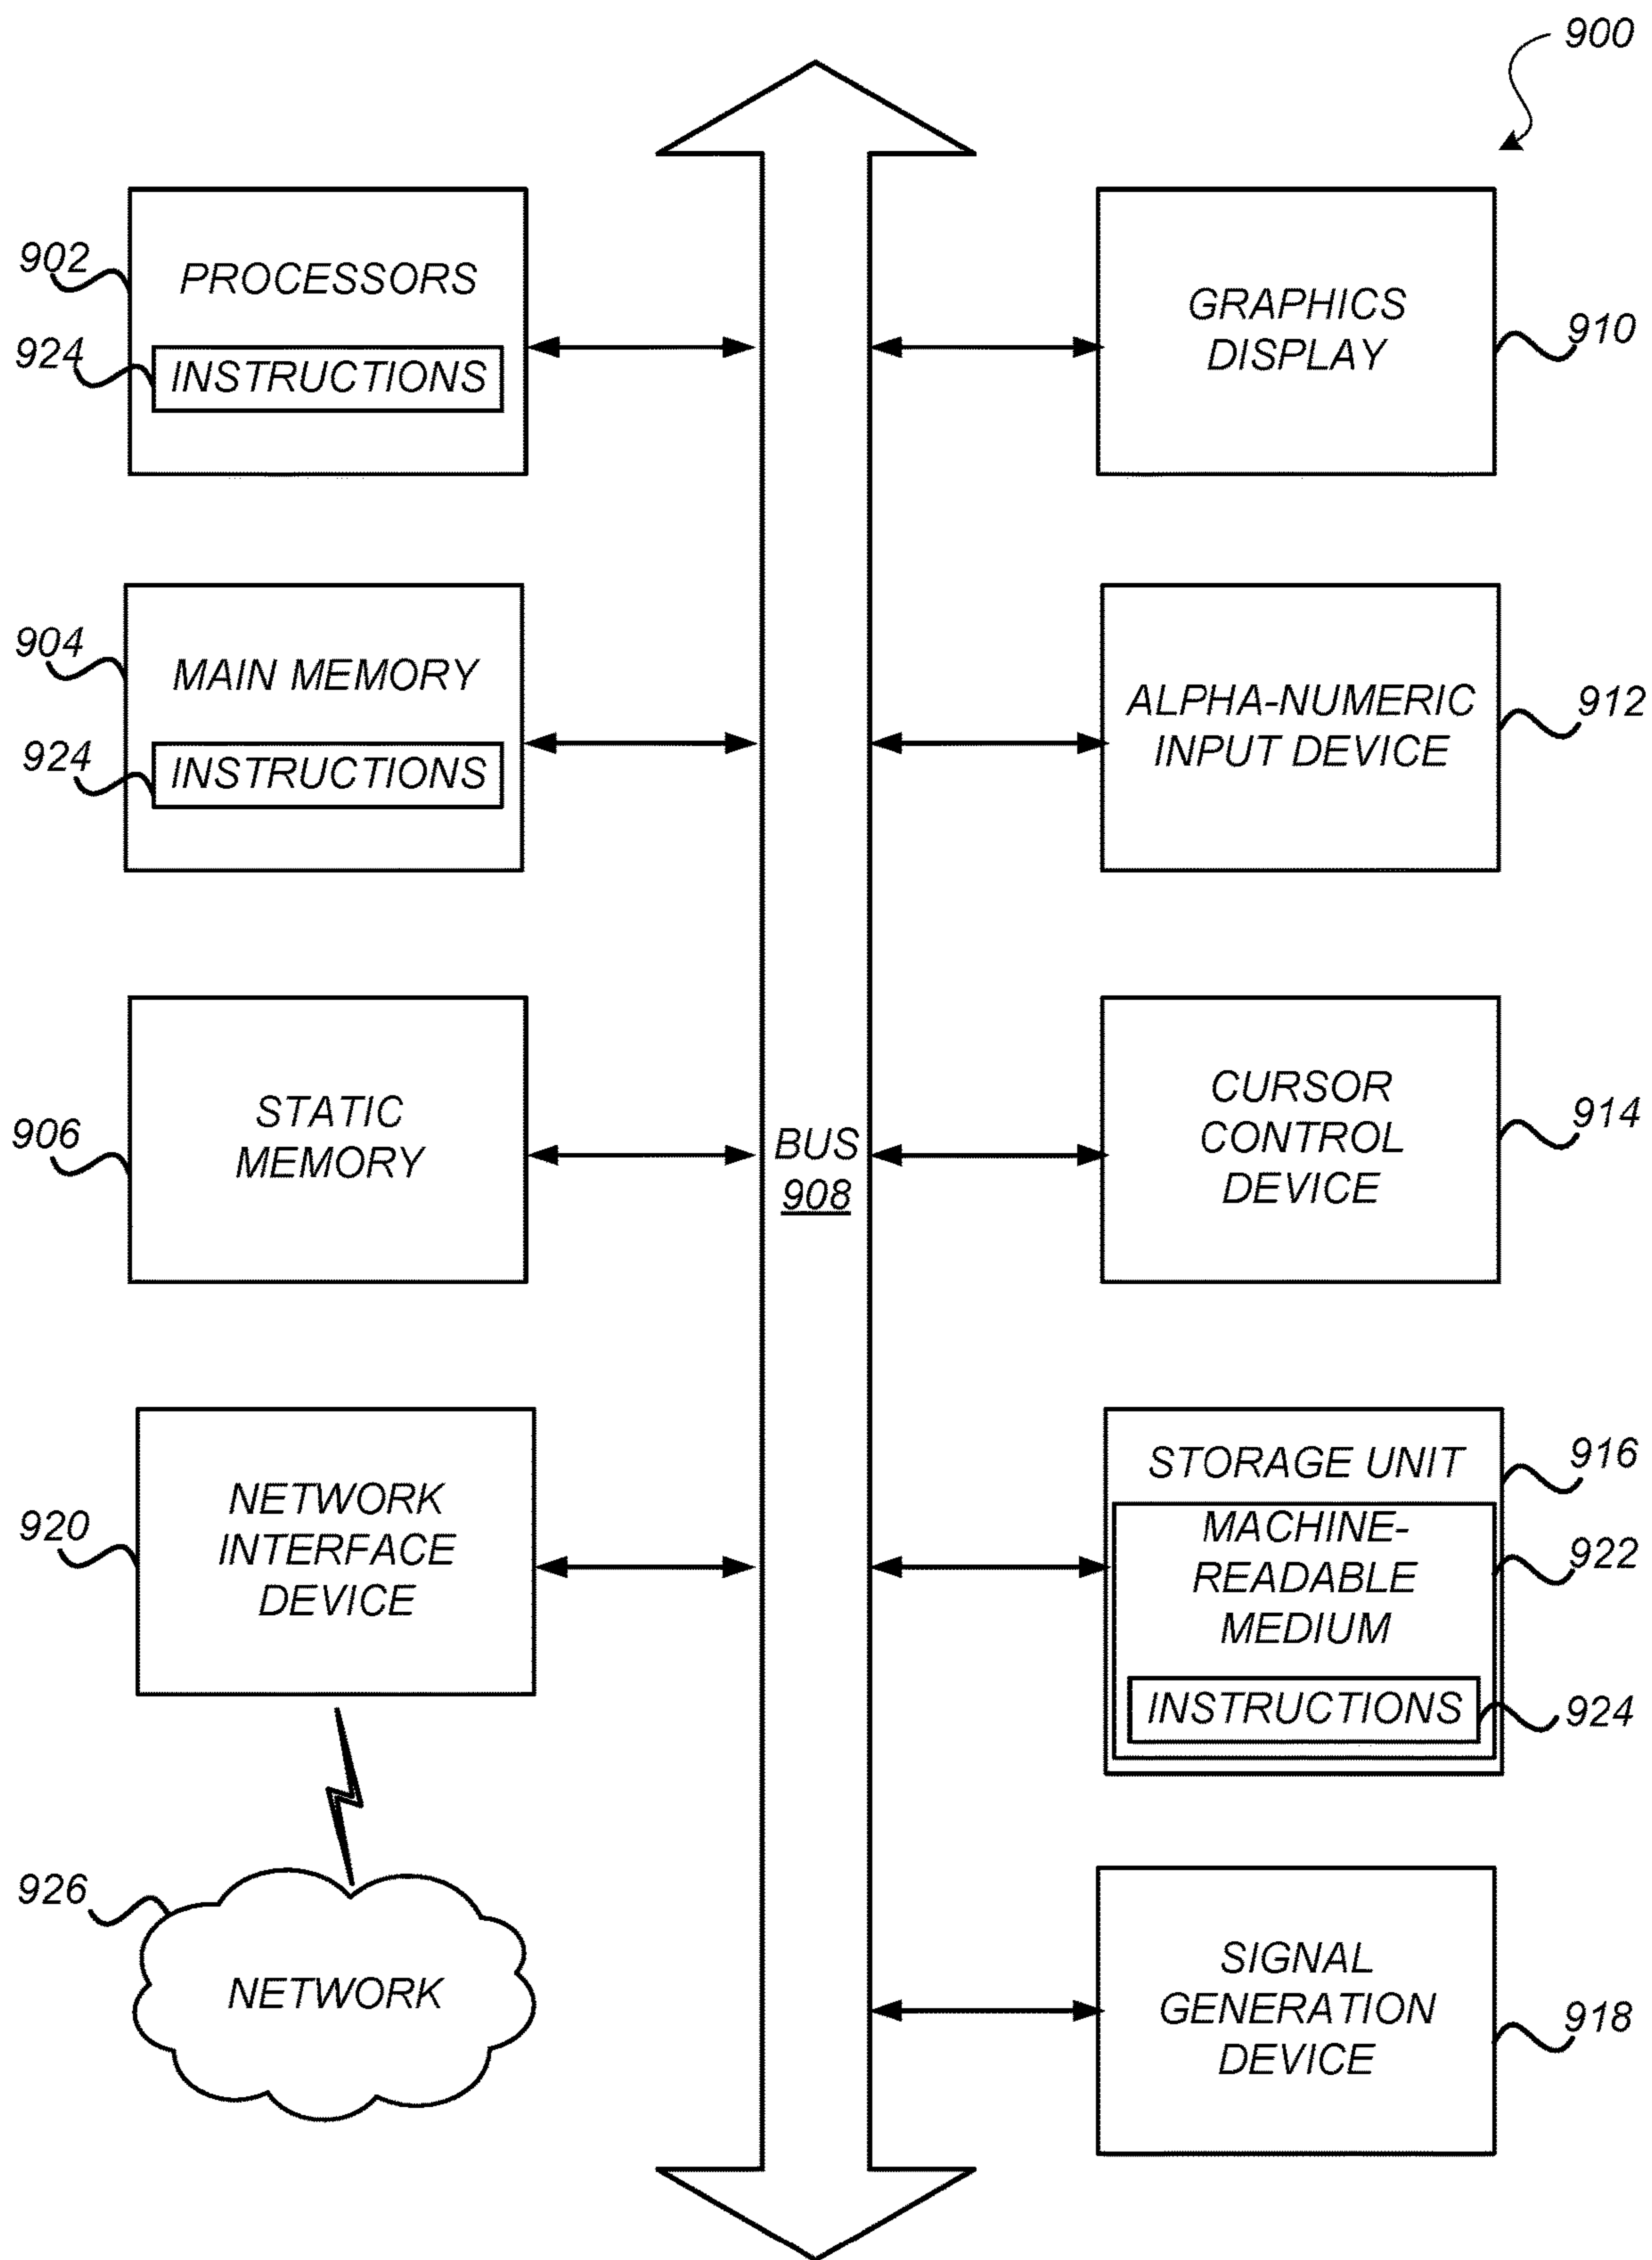 900
902
PROCESSORS
924
INSTRUCTIONS
GRAPHICS
DISPLAY
910
904
MAIN MEMORY
924
INSTRUCTIONS
ALPHA-NUMERIC
INPUT DEVICE
912
906
STATIC
MEMORY
BUS
908
CURSOR
CONTROL
DEVICE
914
920
NETWORK
INTERFACE
DEVICE
STORAGE UNIT
916
MACHINE-
READABLE
MEDIUM
922
INSTRUCTIONS
924
926
NETWORK
SIGNAL
GENERATION
DEVICE
918